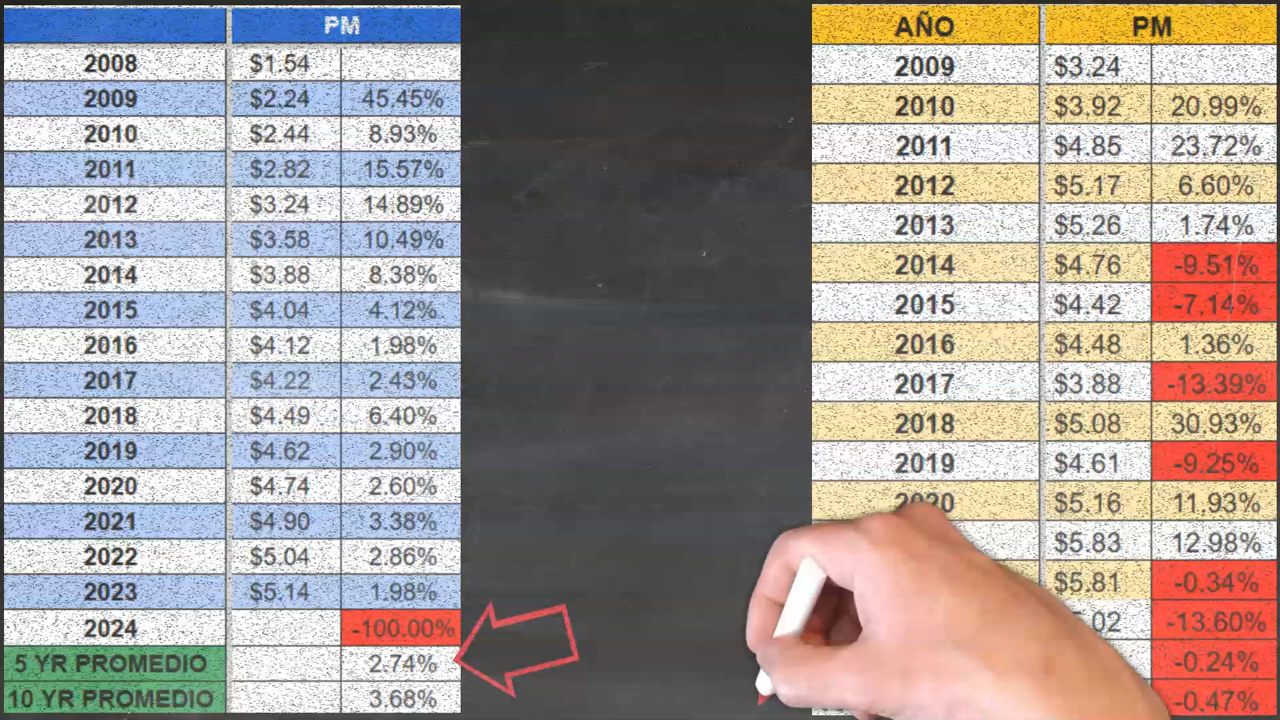 PM
2008 $1.54
2009 $2.24 45.45%
2010 $2.44 8.93%
2011 $2.82 15.57%
2012 $3.24 14.89%
2013 $3.58 10.49%
2014 $3.88 8.38%
2015 $4.04 4.12%
2016 $4.12 1.98%
2017 $4.22 2.43%
2018 $4.49 6.40%
2019 $4.62 2.90%
2020 $4.74 2.60%
2021 $4.90 3.38%
2022 $5.04 2.86%
2023 $5.14 1.98%
2024 -100.00%
5 YR PROMEDIO 2.74%
10 YR PROMEDIO 3.68%
AÑO PM
2009 $3.24
2010 $3.92 20.99%
2011 $4.85 23.72%
2012 $5.17 6.60%
2013 $5.26 1.74%
2014 $4.76 -9.51%
2015 $4.42 -7.14%
2016 $4.48 1.36%
2017 $3.88 -13.39%
2018 $5.08 30.93%
2019 $4.61 -9.25%
2020 $5.16 11.93%
$5.83 12.98%
$5.81 -0.34%
.02 -13.60%
-0.24%
-0.47%